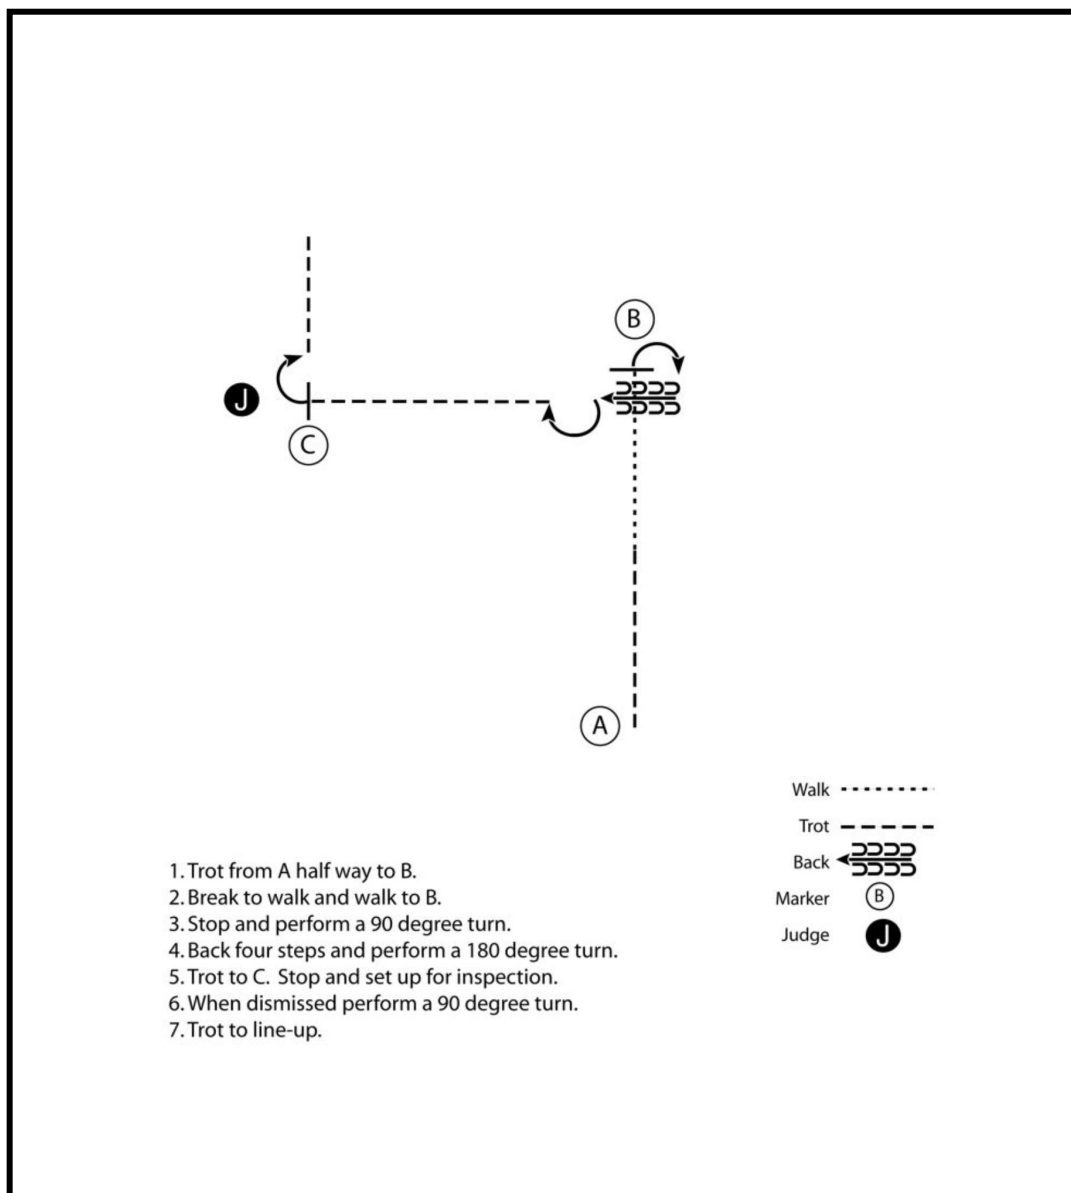 B
J
C
A
Walk
Trot
Back
Marker B
Judge J
1. Trot from A half way to B.
2. Break to walk and walk to B.
3. Stop and perform a 90 degree turn.
4. Back four steps and perform a 180 degree turn.
5. Trot to C. Stop and set up for inspection.
6. When dismissed perform a 90 degree turn.
7. Trot to line-up.